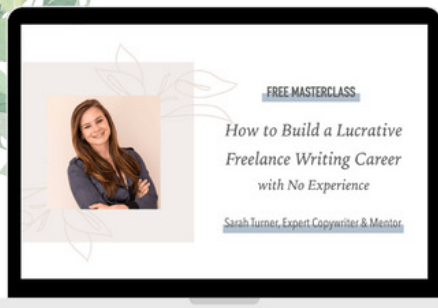 FREE MASTERCLASS
How to Build a Lucrative
Freelance Writing Career
with No Experience
Sarah Turner, Expert Copywriter & Mentor